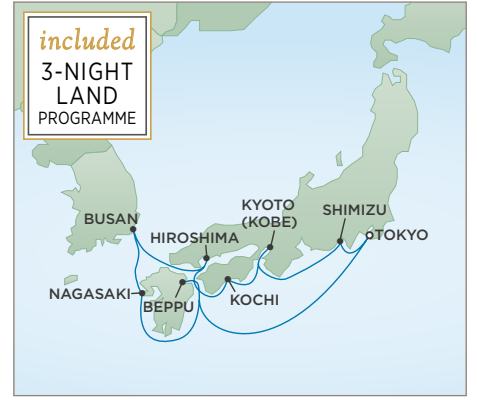 included
3-NIGHT
LAND
PROGRAMME
KYOTO
(KOBE)
SHIMIZU
BUSAN
HIROSHIMA
TOKYO
NAGASAKI
BEPPU
KOCHI